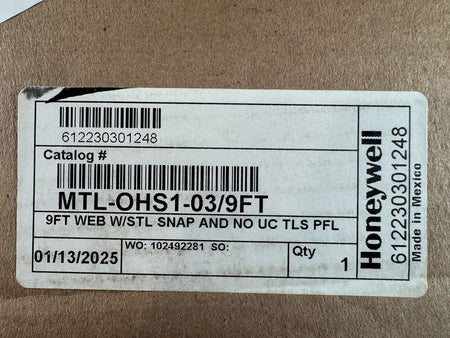 612230301248
Catalog #
MTL-OHS1-03/9FT
9FT WEB W/STL SNAP AND NO UC TLS PFL
01/13/2025
WO: 102492281 SO:
Qty
1
Honeywell
612230301248
Made in Mexico